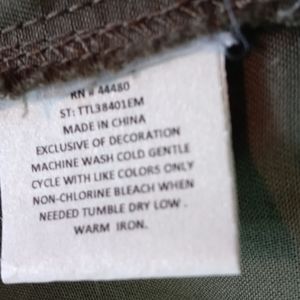 RN # 44480
ST: TTL38401EM
MADE IN CHINA
EXCLUSIVE OF DECORATION
MACHINE WASH COLD GENTLE
CYCLE WITH LIKE COLORS ONLY
NON-CHLORINE BLEACH WHEN
NEEDED TUMBLE DRY LOW .
WARM IRON.